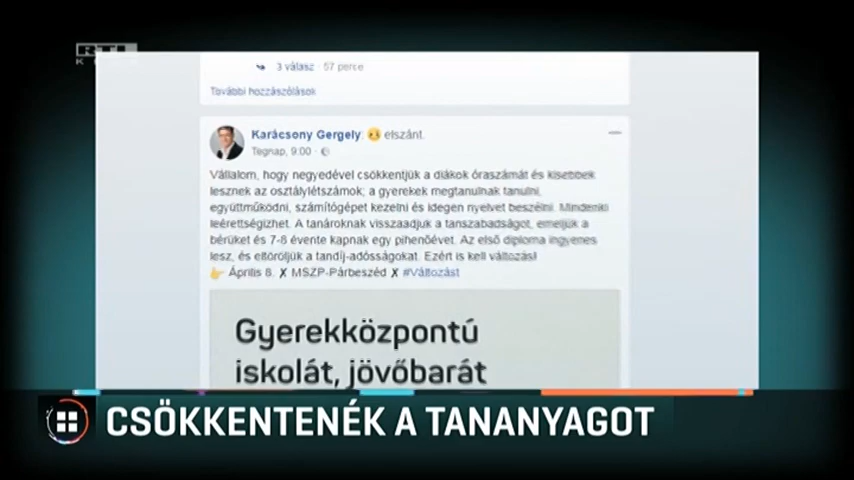 RTL
K
3 válasz · 57 perce
További hozzászólások
Karácsony Gergely elszánt.
Tegnap, 9:00 ·
Vállalom, hogy negyedével csökkentjük a diákok óraszámát és kisebbek
lesznek az osztálylétszámok; a gyerekek megtanulnak tanulni,
együttműködni, számítógépet kezelni és idegen nyelvet beszélni. Mindenki
leérettségizhet. A tanároknak visszaadjuk a tanszabadságot, emeljük a
bérüket és 7-8 évente kapnak egy pihenőévet. Az első diploma ingyenes
lesz, és eltöröljük a tandíj-adósságokat. Ezért is kell változás!
👉 Április 8. ✗ MSZP-Párbeszéd ✗ #Változást
Gyerekközpontú
iskolát, jövőbarát
CSÖKKENTENÉK A TANANYAGOT